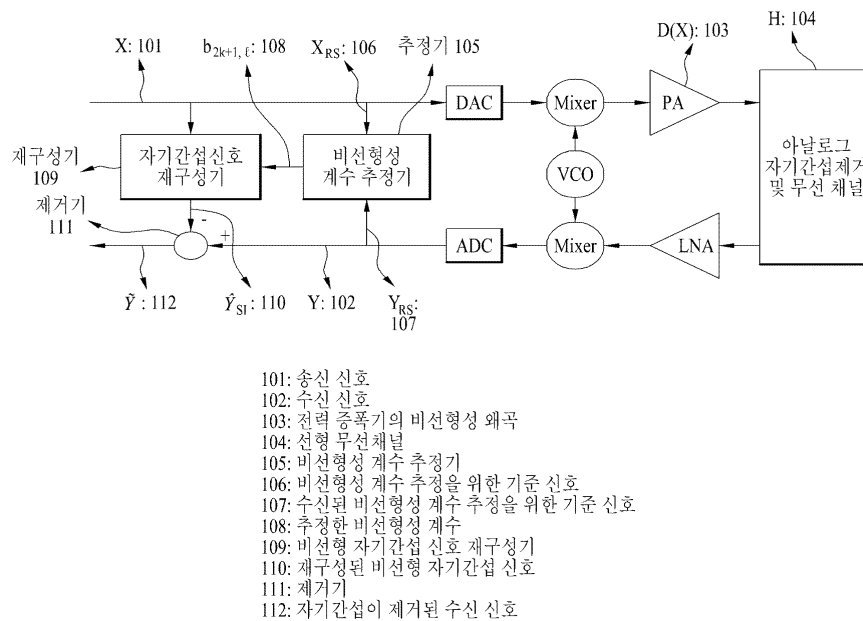 X: 101
b₂ₖ₊₁, ℓ: 108
X_RS: 106
추정기 105
D(X): 103
H: 104
DAC
Mixer
PA
재구성기
109
자기간섭신호
재구성기
비선형성
계수 추정기
VCO
아날로그
자기간섭제거
및 무선 채널
제거기
111
-
+
ADC
Mixer
LNA
Ỹ : 112
Ŷ_SI: 110
Y: 102
Y_RS:
107
101: 송신 신호
102: 수신 신호
103: 전력 증폭기의 비선형성 왜곡
104: 선형 무선채널
105: 비선형성 계수 추정기
106: 비선형성 계수 추정을 위한 기준 신호
107: 수신된 비선형성 계수 추정을 위한 기준 신호
108: 추정한 비선형성 계수
109: 비선형 자기간섭 신호 재구성기
110: 재구성된 비선형 자기간섭 신호
111: 제거기
112: 자기간섭이 제거된 수신 신호